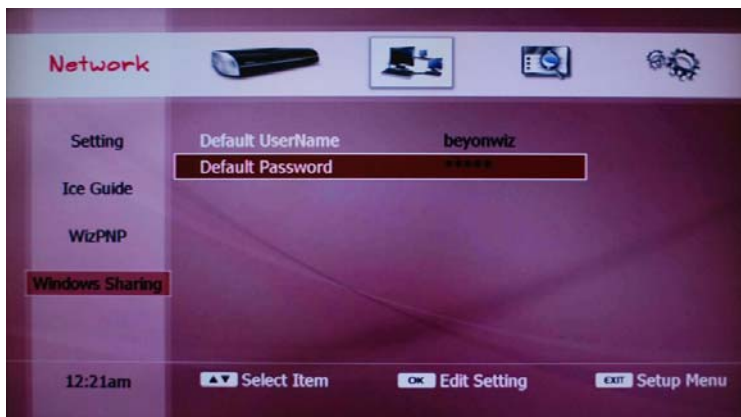 Network
Setting
Ice Guide
WizPNP
Windows Sharing
Default UserName beyonwiz
Default Password *****
12:21am
▲▼ Select Item OK Edit Setting EXIT Setup Menu